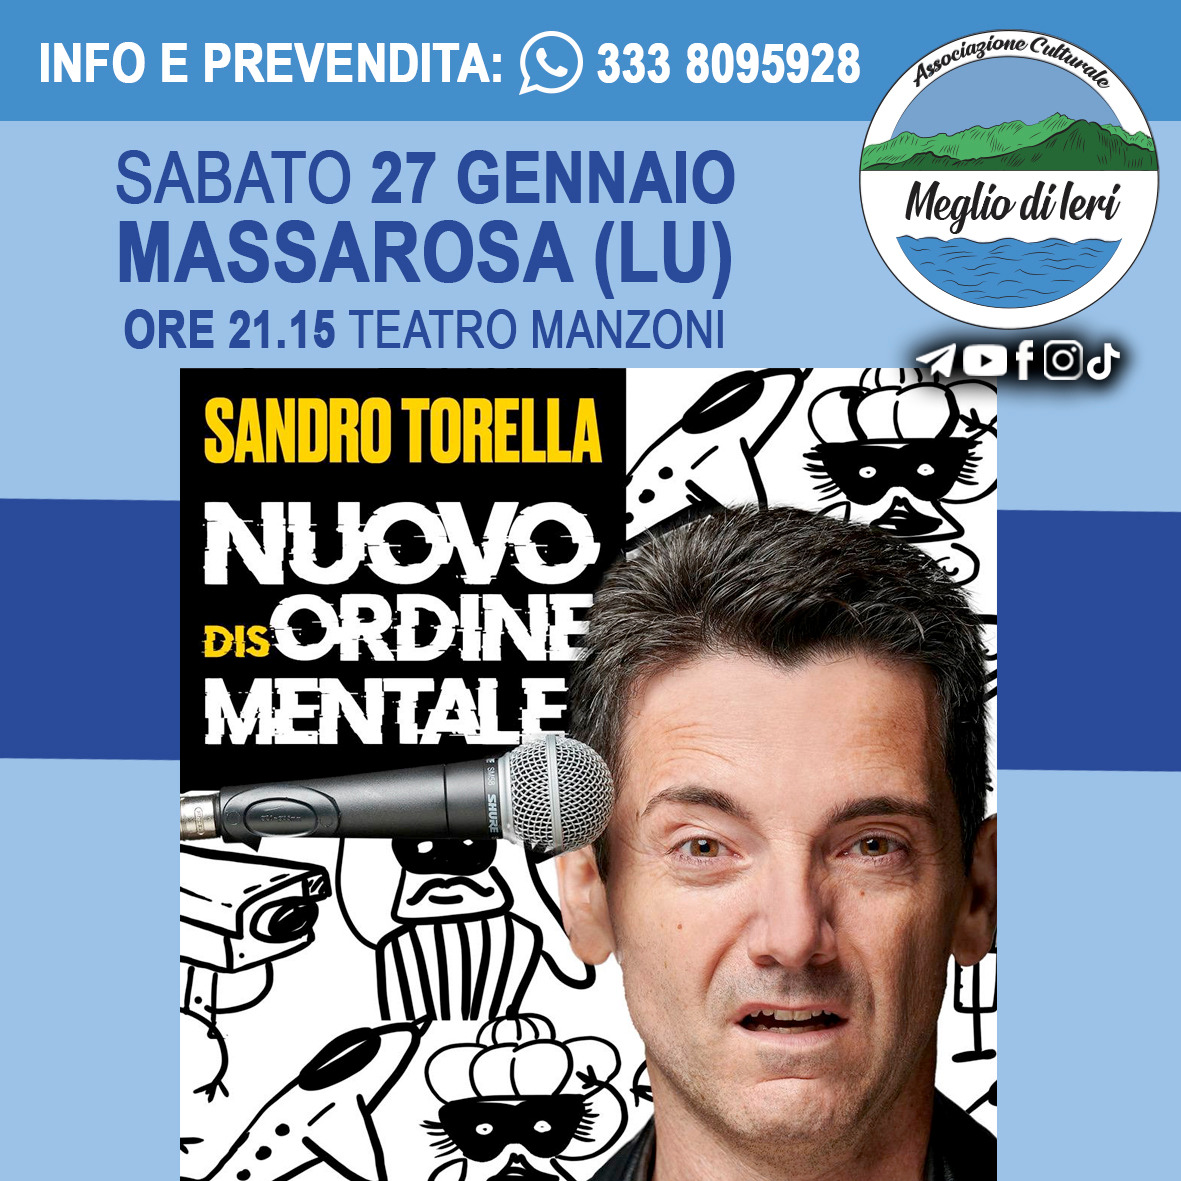 INFO E PREVENDITA: 333 8095928
Associazione Culturale
Meglio di Ieri
SABATO 27 GENNAIO
MASSAROSA (LU)
ORE 21.15 TEATRO MANZONI
SANDRO TORELLA
NUOVO
DISORDINE
MENTALE
SM58
SHURE